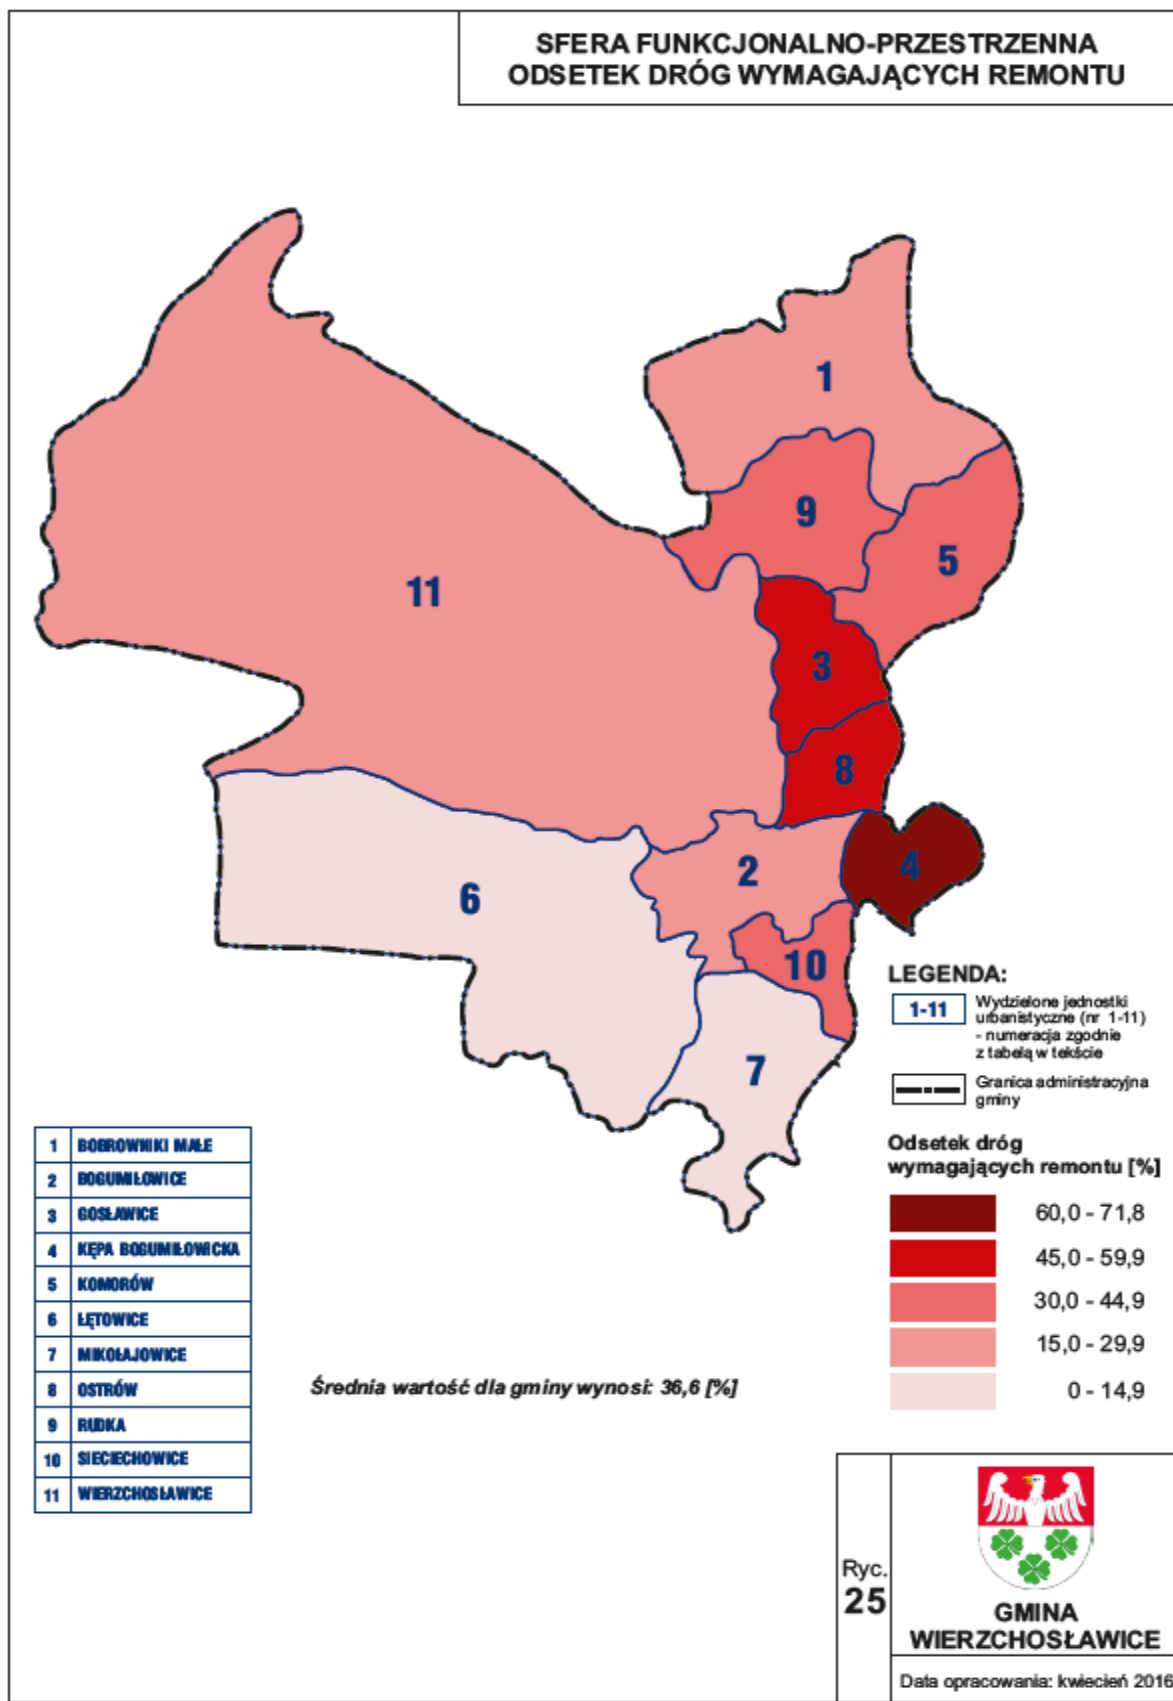 SFERA FUNKCJONALNO-PRZESTRZENNA
ODSETEK DRÓG WYMAGAJĄCYCH REMONTU
1
9
5
11
3
8
2
4
6
10
7
LEGENDA:
1-11
Wydzielone jednostki
urbanistyczne (nr 1-11)
- numeracja zgodnie
z tabelą w tekście
Granica administracyjna
gminy
Odsetek dróg
wymagających remontu [%]
60,0 - 71,8
45,0 - 59,9
30,0 - 44,9
15,0 - 29,9
0 - 14,9
1 BOBROWNIKI MAŁE
2 BOGUMIŁOWICE
3 GOSŁAWICE
4 KĘPA BOGUMIŁOWICKA
5 KOMORÓW
6 ŁĘTOWICE
7 MIKOŁAJOWICE
8 OSTRÓW
9 RUDKA
10 SIECIECHOWICE
11 WIERZCHOSŁAWICE
Średnia wartość dla gminy wynosi: 36,6 [%]
Ryc.
25
GMINA
WIERZCHOSŁAWICE
Data opracowania: kwiecień 2016